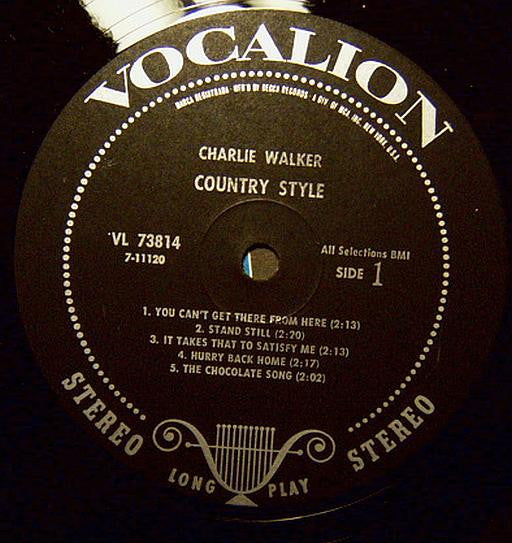 VOCALION
MARCA REGISTRADA · MFR'D BY DECCA RECORDS · A DIV OF MCA, INC. NEW YORK, U.S.A.
CHARLIE WALKER
COUNTRY STYLE
VL 73814
7-11120
All Selections BMI
SIDE 1
1. YOU CAN'T GET THERE FROM HERE (2:13)
2. STAND STILL (2:20)
3. IT TAKES THAT TO SATISFY ME (2:13)
4. HURRY BACK HOME (2:17)
5. THE CHOCOLATE SONG (2:02)
STEREO
STEREO
LONG PLAY